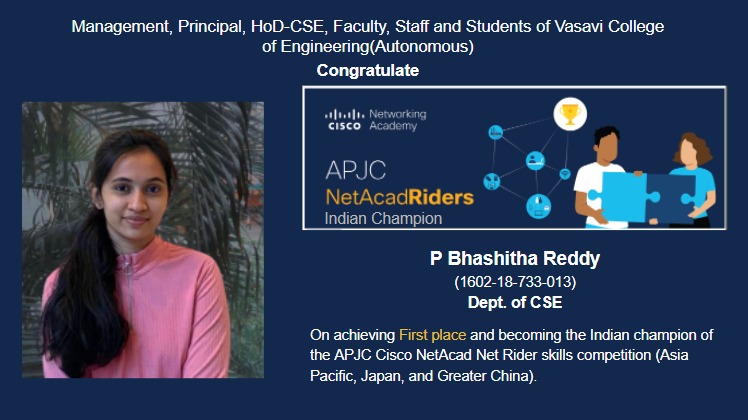 Management, Principal, HoD-CSE, Faculty, Staff and Students of Vasavi College
of Engineering(Autonomous)
Congratulate
CISCO Networking Academy
APJC
NetAcadRiders
Indian Champion
P Bhashitha Reddy
(1602-18-733-013)
Dept. of CSE
On achieving First place and becoming the Indian champion of
the APJC Cisco NetAcad Net Rider skills competition (Asia
Pacific, Japan, and Greater China).